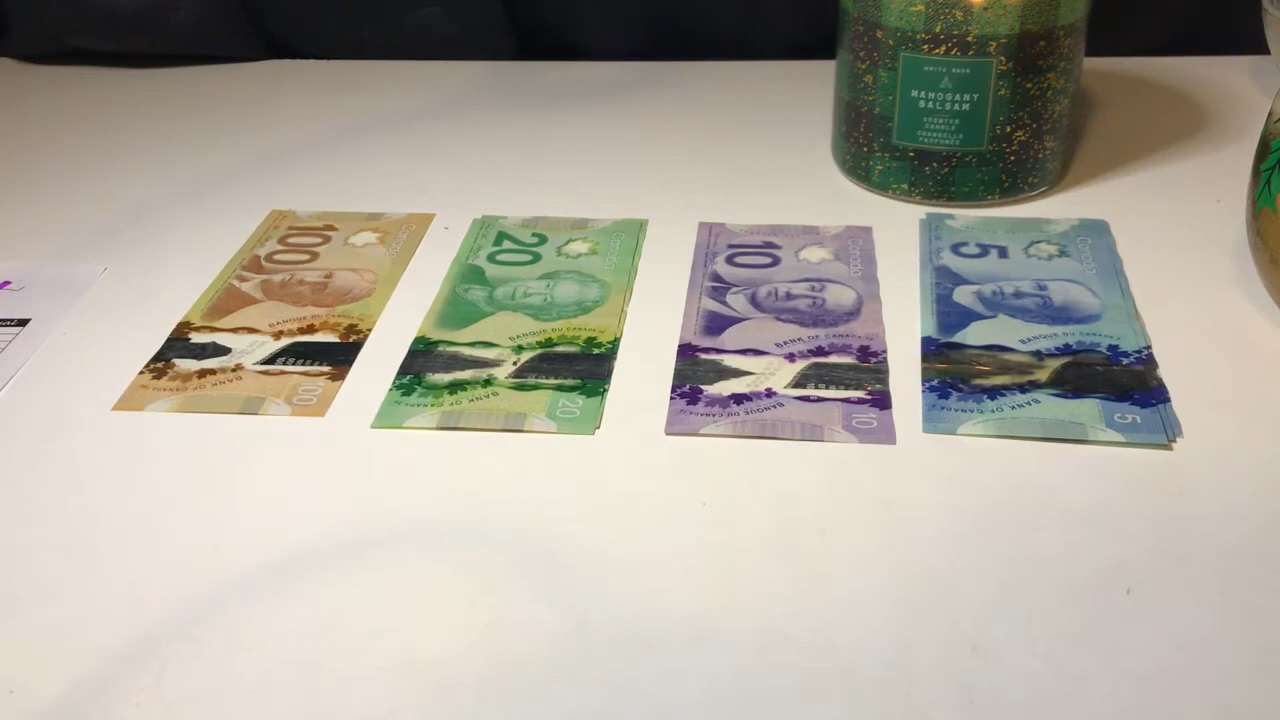 WHITE BARN
MAHOGANY
BALSAM
SCENTED
CANDLE
CHANDELLE
PARFUMÉE
100
Canada
BANQUE DU CANADA
BANK OF CANADA
100
20
Canada
BANQUE DU CANADA
BANK OF CANADA
20
10
Canada
BANK OF CANADA
BANQUE DU CANADA
10
5
Canada
BANQUE DU CANADA
BANK OF CANADA
5